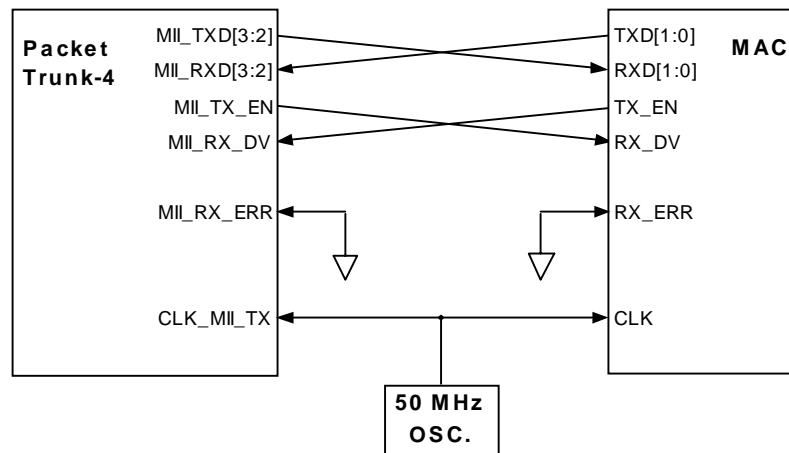 Packet
Trunk-4
MII_TXD[3:2]
MII_RXD[3:2]
MII_TX_EN
MII_RX_DV
MII_RX_ERR
CLK_MII_TX
TXD[1:0]
RXD[1:0]
TX_EN
RX_DV
RX_ERR
CLK
MAC
50 MHz
OSC.